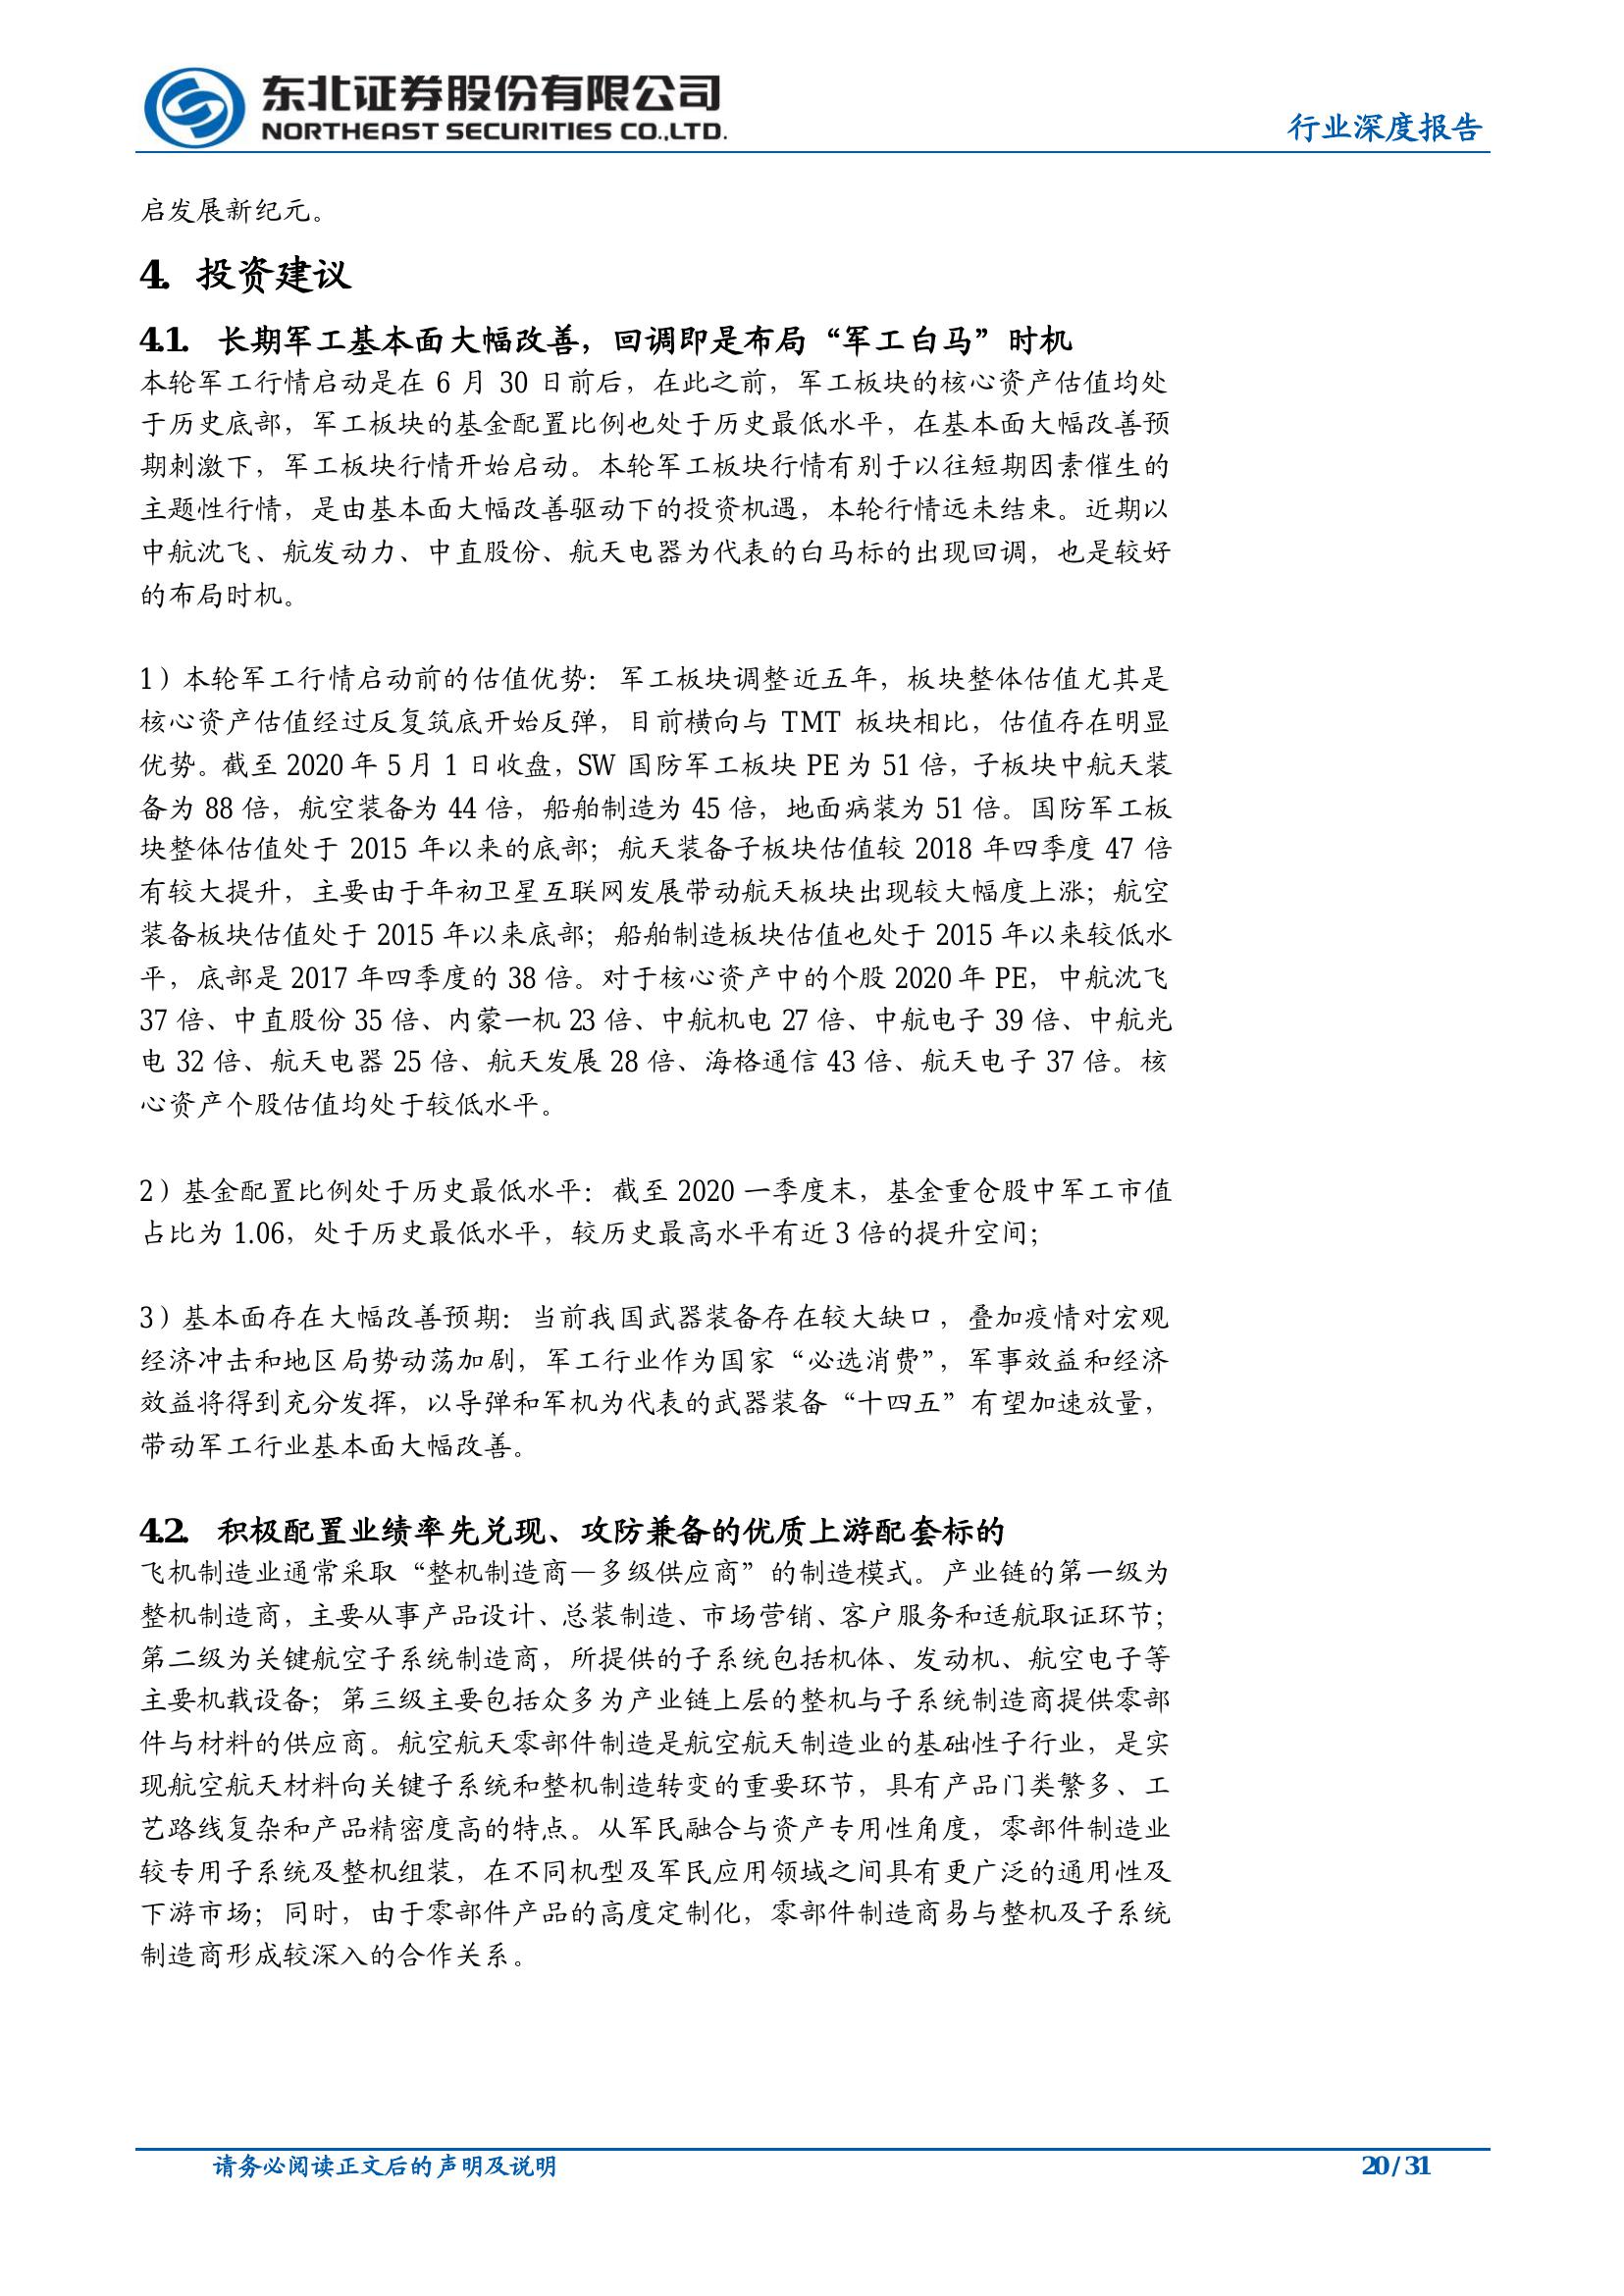 东北证券股份有限公司
NORTHEAST SECURITIES CO.,LTD.
行业深度报告
启发展新纪元。
4. 投资建议
4.1. 长期军工基本面大幅改善，回调即是布局“军工白马”时机
本轮军工行情启动是在 6 月 30 日前后，在此之前，军工板块的核心资产估值均处
于历史底部，军工板块的基金配置比例也处于历史最低水平，在基本面大幅改善预
期刺激下，军工板块行情开始启动。本轮军工板块行情有别于以往短期因素催生的
主题性行情，是由基本面大幅改善驱动下的投资机遇，本轮行情远未结束。近期以
中航沈飞、航发动力、中直股份、航天电器为代表的白马标的出现回调，也是较好
的布局时机。
1）本轮军工行情启动前的估值优势：军工板块调整近五年，板块整体估值尤其是
核心资产估值经过反复筑底开始反弹，目前横向与 TMT 板块相比，估值存在明显
优势。截至 2020 年 5 月 1 日收盘，SW 国防军工板块 PE 为 51 倍，子板块中航天装
备为 88 倍，航空装备为 44 倍，船舶制造为 45 倍，地面病装为 51 倍。国防军工板
块整体估值处于 2015 年以来的底部；航天装备子板块估值较 2018 年四季度 47 倍
有较大提升，主要由于年初卫星互联网发展带动航天板块出现较大幅度上涨；航空
装备板块估值处于 2015 年以来底部；船舶制造板块估值也处于 2015 年以来较低水
平，底部是 2017 年四季度的 38 倍。对于核心资产中的个股 2020 年 PE，中航沈飞
37 倍、中直股份 35 倍、内蒙一机 23 倍、中航机电 27 倍、中航电子 39 倍、中航光
电 32 倍、航天电器 25 倍、航天发展 28 倍、海格通信 43 倍、航天电子 37 倍。核
心资产个股估值均处于较低水平。
2）基金配置比例处于历史最低水平：截至 2020 一季度末，基金重仓股中军工市值
占比为 1.06，处于历史最低水平，较历史最高水平有近 3 倍的提升空间；
3）基本面存在大幅改善预期：当前我国武器装备存在较大缺口，叠加疫情对宏观
经济冲击和地区局势动荡加剧，军工行业作为国家“必选消费”，军事效益和经济
效益将得到充分发挥，以导弹和军机为代表的武器装备“十四五”有望加速放量，
带动军工行业基本面大幅改善。
4.2. 积极配置业绩率先兑现、攻防兼备的优质上游配套标的
飞机制造业通常采取“整机制造商—多级供应商”的制造模式。产业链的第一级为
整机制造商，主要从事产品设计、总装制造、市场营销、客户服务和适航取证环节；
第二级为关键航空子系统制造商，所提供的子系统包括机体、发动机、航空电子等
主要机载设备；第三级主要包括众多为产业链上层的整机与子系统制造商提供零部
件与材料的供应商。航空航天零部件制造是航空航天制造业的基础性子行业，是实
现航空航天材料向关键子系统和整机制造转变的重要环节，具有产品门类繁多、工
艺路线复杂和产品精密度高的特点。从军民融合与资产专用性角度，零部件制造业
较专用子系统及整机组装，在不同机型及军民应用领域之间具有更广泛的通用性及
下游市场；同时，由于零部件产品的高度定制化，零部件制造商易与整机及子系统
制造商形成较深入的合作关系。
请务必阅读正文后的声明及说明
20 / 31